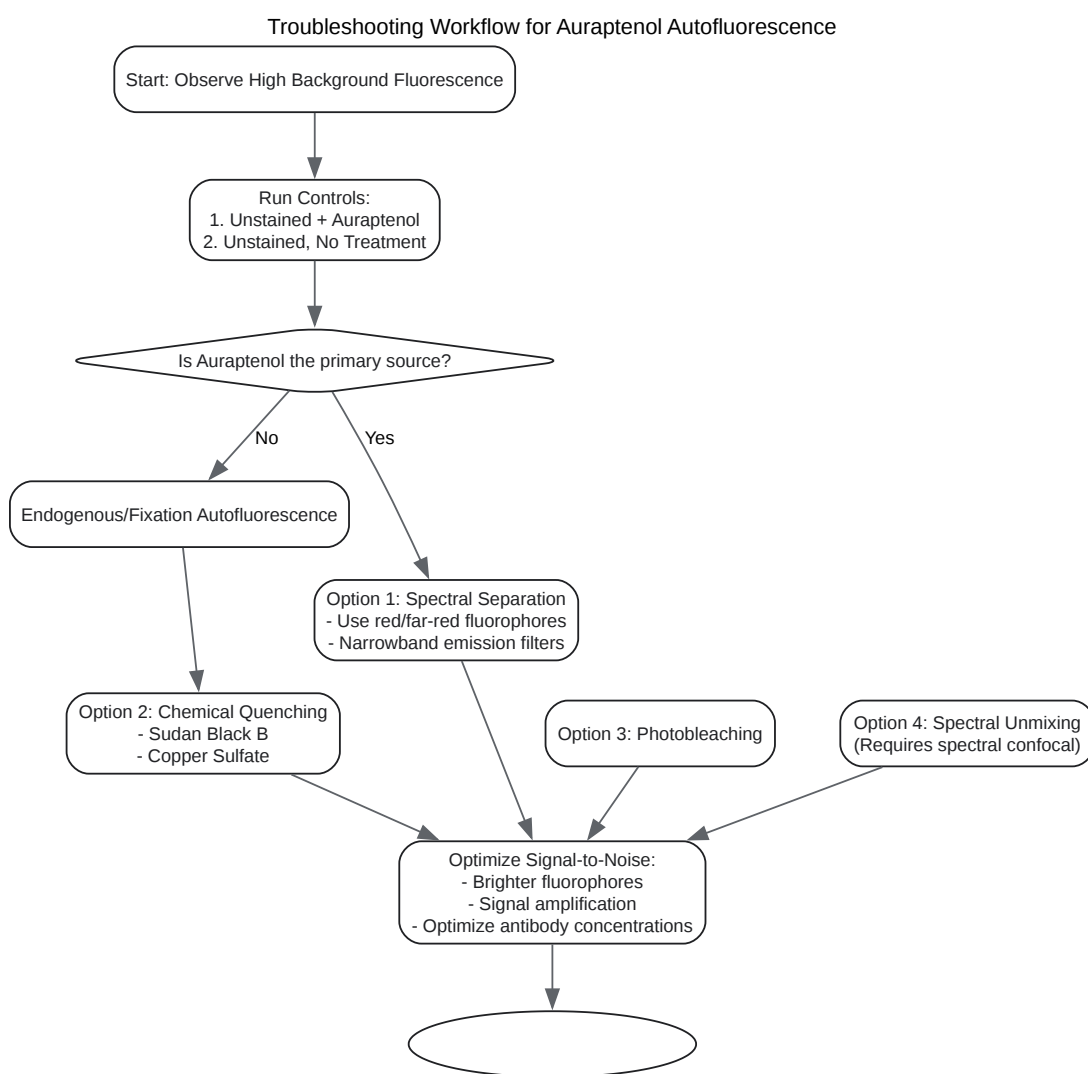 Troubleshooting Workflow for Auraptenol Autofluorescence
Start: Observe High Background Fluorescence
Run Controls:
1. Unstained + Auraptenol
2. Unstained, No Treatment
Is Auraptenol the primary source?
No
Yes
Endogenous/Fixation Autofluorescence
Option 1: Spectral Separation
- Use red/far-red fluorophores
- Narrowband emission filters
Option 2: Chemical Quenching
- Sudan Black B
- Copper Sulfate
Option 3: Photobleaching
Option 4: Spectral Unmixing
(Requires spectral confocal)
Optimize Signal-to-Noise:
- Brighter fluorophores
- Signal amplification
- Optimize antibody concentrations